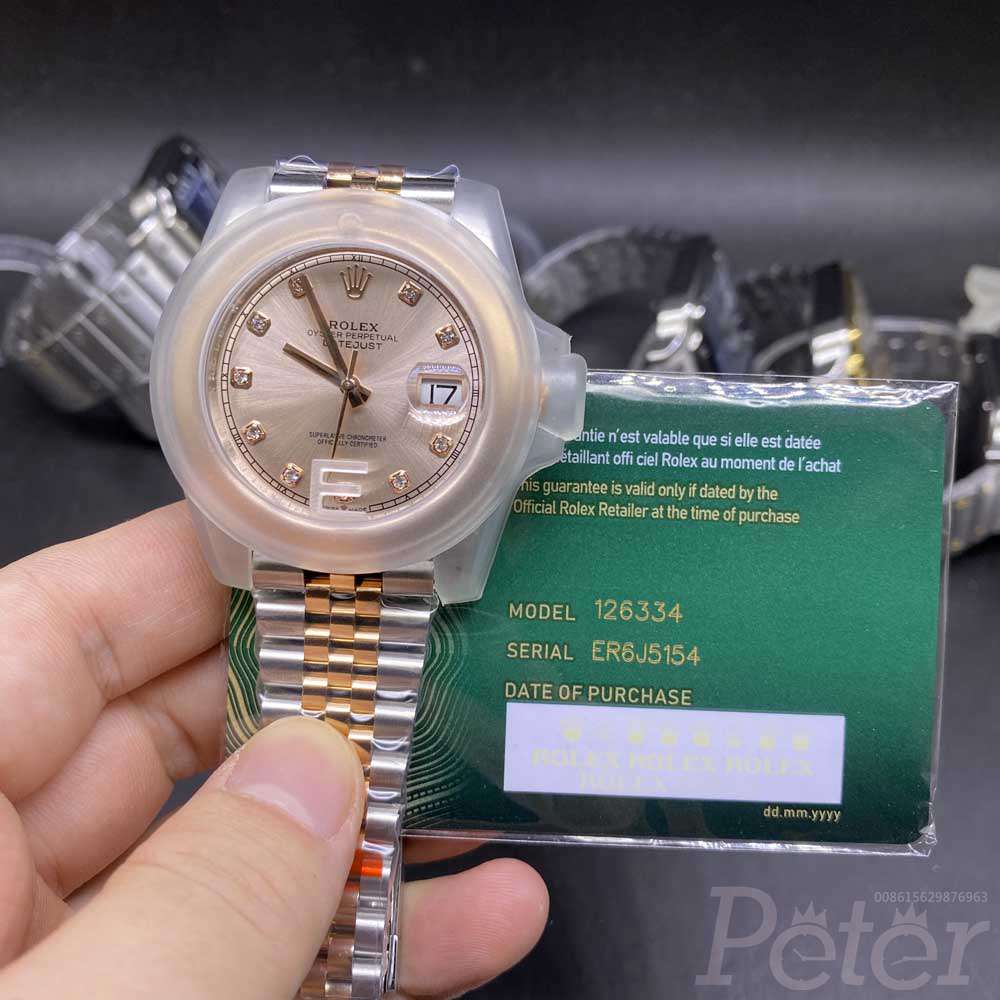 XII
ROLEX
OYSTER PERPETUAL
DATEJUST
17
SUPERLATIVE CHRONOMETER
OFFICIALLY CERTIFIED
MADE
n'est valable que si elle est datée
offi ciel Rolex au moment de l'achat
his guarantee is valid only if dated by the
Official Rolex Retailer at the time of purchase
MODEL 126334
SERIAL ER6J5154
DATE OF PURCHASE
ROLEX ROLEX ROLEX
ROLEX
dd.mm.yyyy
008615629876963
Peter